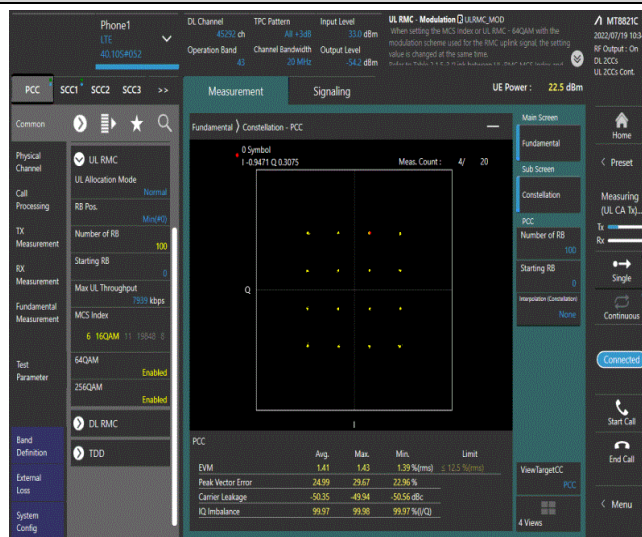 Phone1
LTE
40.105#052
DL Channel
45292 ch
TPC Pattern
All +3dB
Input Level
33.0 dBm
Operation Band
43
Channel Bandwidth
20 MHz
Output Level
-54.2 dBm
UL RMC - Modulation ULRMC_MOD
When setting the MCS Index or UL RMC - 64QAM with the
modulation scheme used for the RMC uplink signal, the setting
value is changed at the same time.
MT8821C
2022/07/19 10:34
RF Output : On
DL 2CCs
UL 2CCs Cont.
PCC
SCC1
SCC2
SCC3
>>
Measurement
Signaling
UE Power : 22.5 dBm
Common
Physical
Channel
Call
Processing
TX
Measurement
RX
Measurement
Fundamental
Measurement
Test
Parameter
Band
Definition
External
Loss
System
Config
UL RMC
UL Allocation Mode
Normal
RB Pos.
Min(#0)
Number of RB
100
Starting RB
0
Max UL Throughput
7939 kbps
MCS Index
6 16QAM 11 19848 8
64QAM
Enabled
256QAM
Enabled
DL RMC
TDD
Fundamental ❯ Constellation - PCC
0 Symbol
I -0.9471 Q 0.3075
Meas. Count : 4/ 20
Q
I
PCC
Avg. Max. Min. Limit
EVM 1.41 1.43 1.39 %(rms) ≤ 12.5 %(rms)
Peak Vector Error 24.99 29.67 22.96 %
Carrier Leakage -50.35 -49.94 -50.56 dBc
IQ Imbalance 99.97 99.98 99.97 %(I/Q)
Main Screen
Fundamental
Sub Screen
Constellation
PCC
Number of RB
100
Starting RB
0
Interpolation (Constellation)
None
ViewTargetCC
PCC
4 Views
Home
Preset
Measuring
(UL CA Tx)...
Tx
Rx
Single
Continuous
Connected
Start Call
End Call
Menu